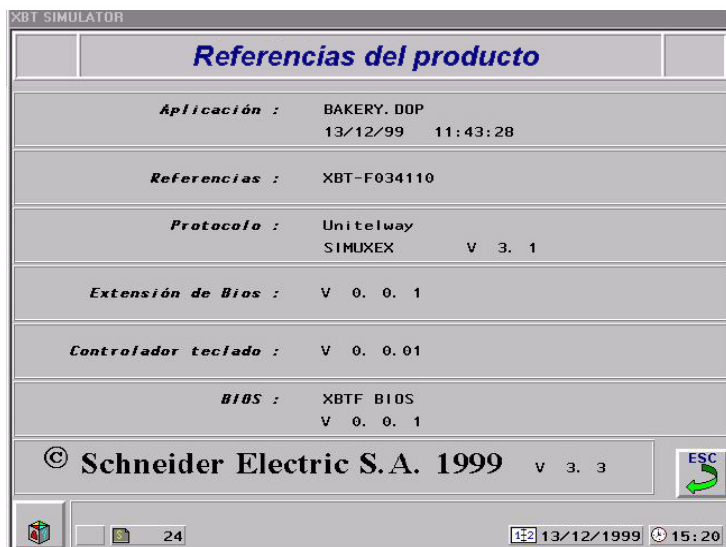 XBT SIMULATOR
Referencias del producto
Aplicación : BAKERY.DOP
13/12/99 11:43:28
Referencias : XBT-F034110
Protocolo : Unitelway
SIMUXEX V 3. 1
Extensión de Bios : V 0. 0. 1
Controlador teclado : V 0. 0.01
BIOS : XBTF BIOS
V 0. 0. 1
© Schneider Electric S.A. 1999 V 3. 3
ESC
24 13/12/1999 15:20